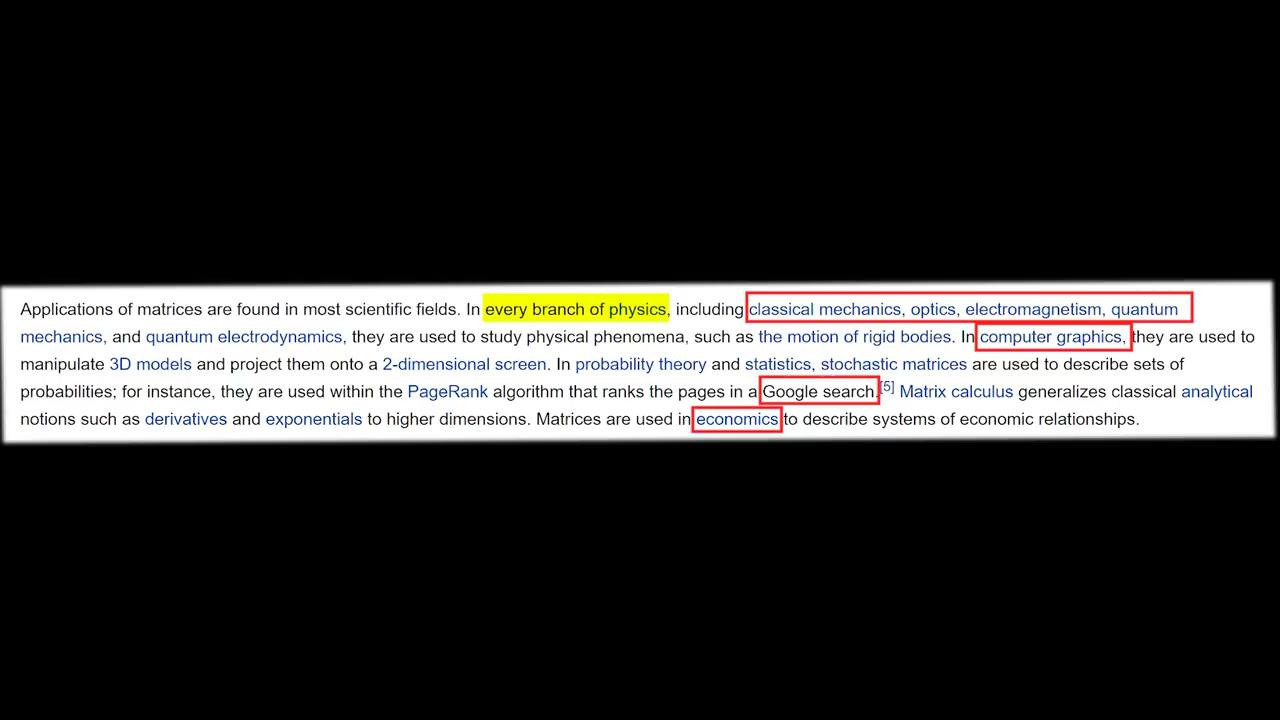 Applications of matrices are found in most scientific fields. In every branch of physics, including classical mechanics, optics, electromagnetism, quantum
mechanics, and quantum electrodynamics, they are used to study physical phenomena, such as the motion of rigid bodies. In computer graphics, they are used to
manipulate 3D models and project them onto a 2-dimensional screen. In probability theory and statistics, stochastic matrices are used to describe sets of
probabilities; for instance, they are used within the PageRank algorithm that ranks the pages in a Google search.[5] Matrix calculus generalizes classical analytical
notions such as derivatives and exponentials to higher dimensions. Matrices are used in economics to describe systems of economic relationships.